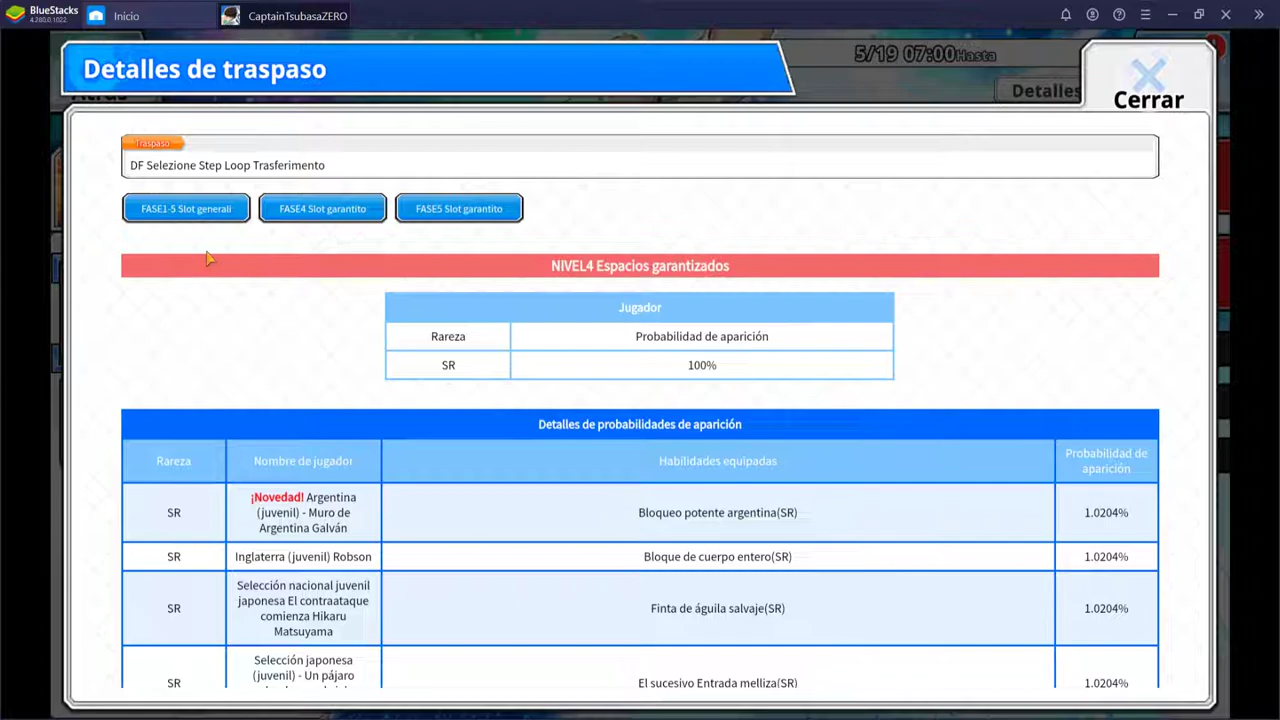 BlueStacks
4.280.0.1022
Inicio
CaptainTsubasaZERO
5/19 07:00Hasta
Detalles de traspaso
Detalles
Cerrar
Traspaso
DF Selezione Step Loop Trasferimento
FASE1-5 Slot generali
FASE4 Slot garantito
FASE5 Slot garantito
NIVEL4 Espacios garantizados
Jugador
Rareza
Probabilidad de aparición
SR
100%
Detalles de probabilidades de aparición
Rareza
Nombre de jugador
Habilidades equipadas
Probabilidad de
aparición
SR
¡Novedad! Argentina
(juvenil) - Muro de
Argentina Galván
Bloqueo potente argentina(SR)
1.0204%
SR
Inglaterra (juvenil) Robson
Bloque de cuerpo entero(SR)
1.0204%
SR
Selección nacional juvenil
japonesa El contraataque
comienza Hikaru
Matsuyama
Finta de águila salvaje(SR)
1.0204%
SR
Selección japonesa
(juvenil) - Un pájaro
El sucesivo Entrada melliza(SR)
1.0204%